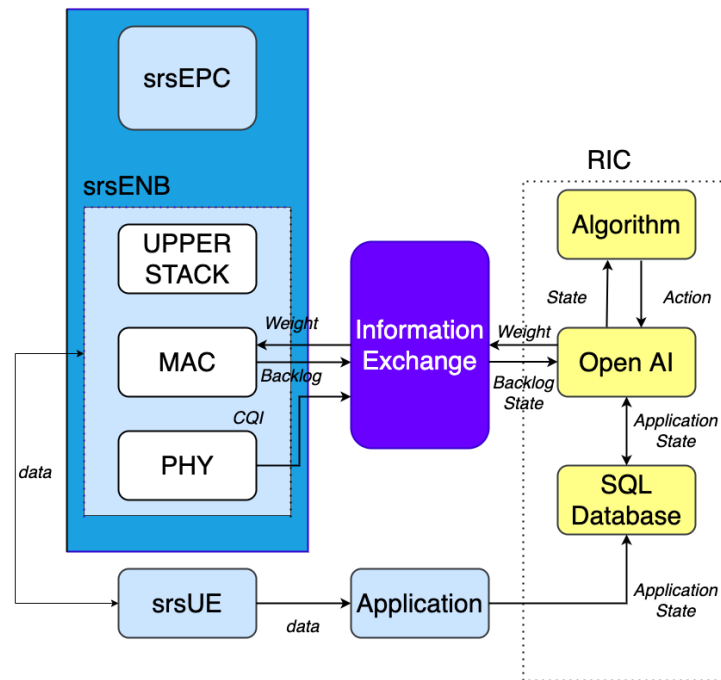 srsEPC
RIC
srsENB
Algorithm
UPPER
STACK
State
Action
Information
Exchange
Weight
Weight
MAC
Open AI
Backlog
Backlog
State
CQI
Application
State
PHY
data
SQL
Database
srsUE
data
Application
Application
State